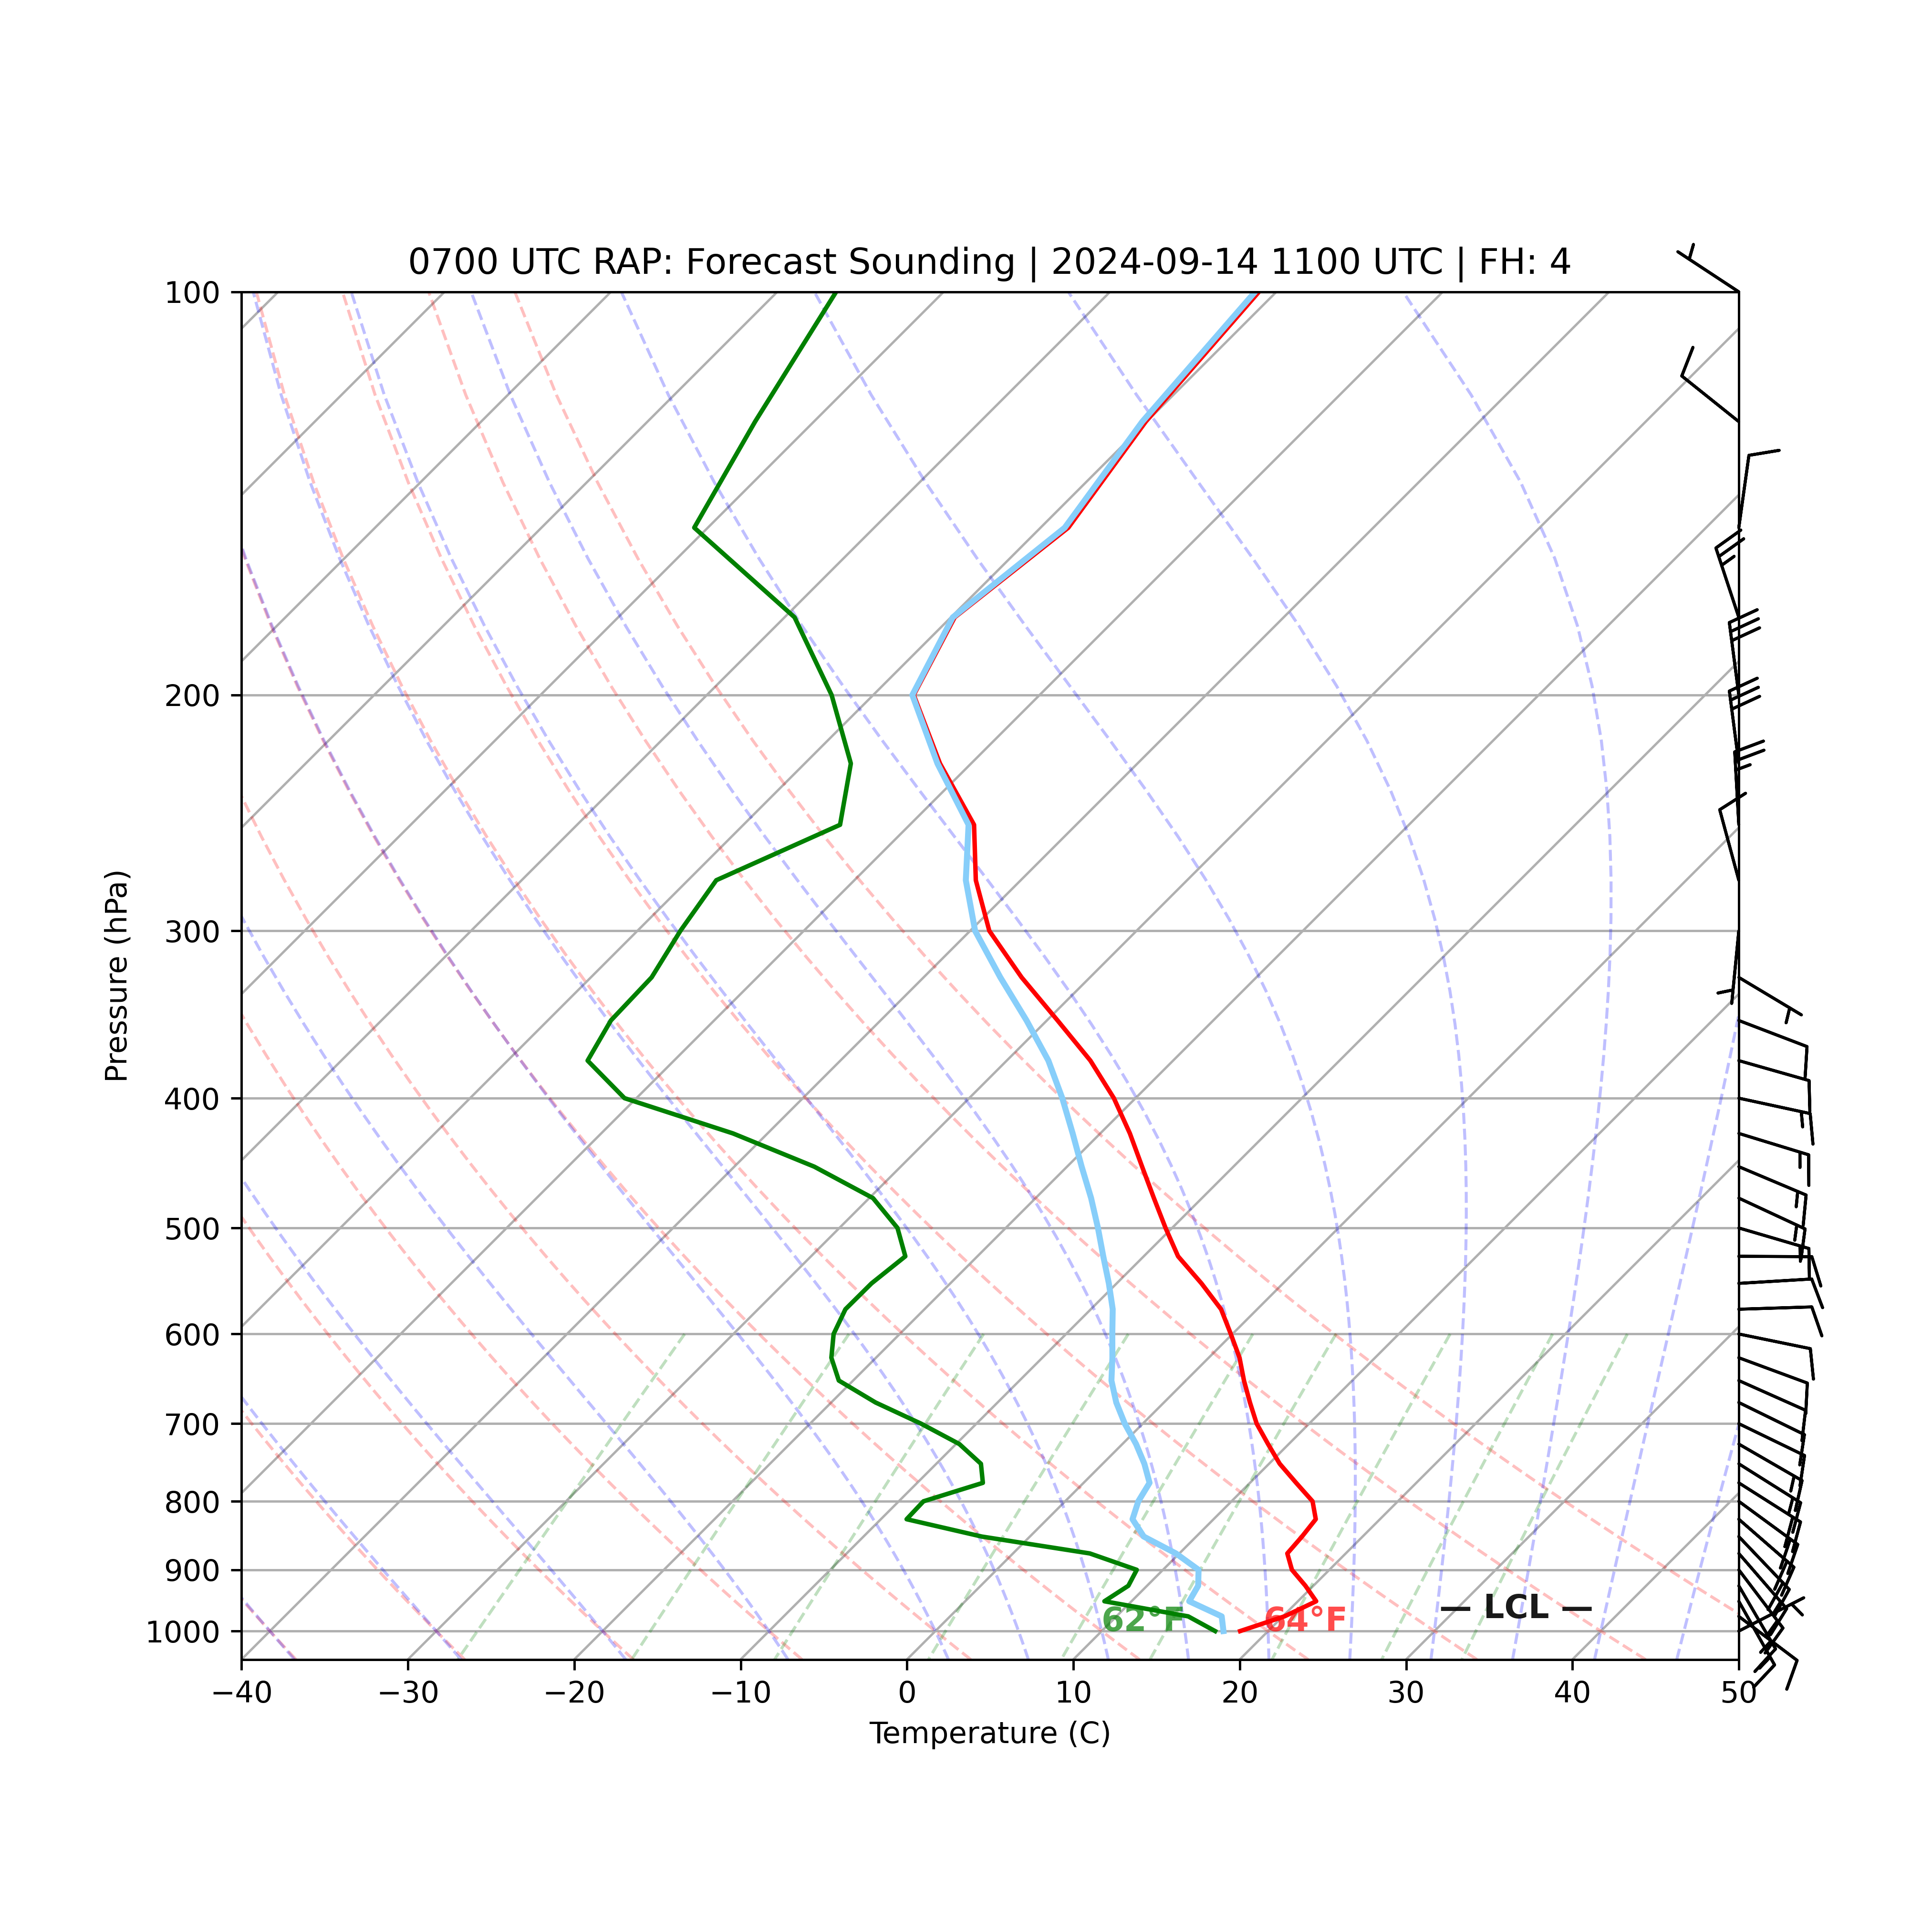 0700 UTC RAP: Forecast Sounding | 2024-09-14 1100 UTC | FH: 4
100
200
300
400
500
600
700
800
900
1000
Pressure (hPa)
62°F 64°F — LCL —
−40 −30 −20 −10 0 10 20 30 40 50
Temperature (C)